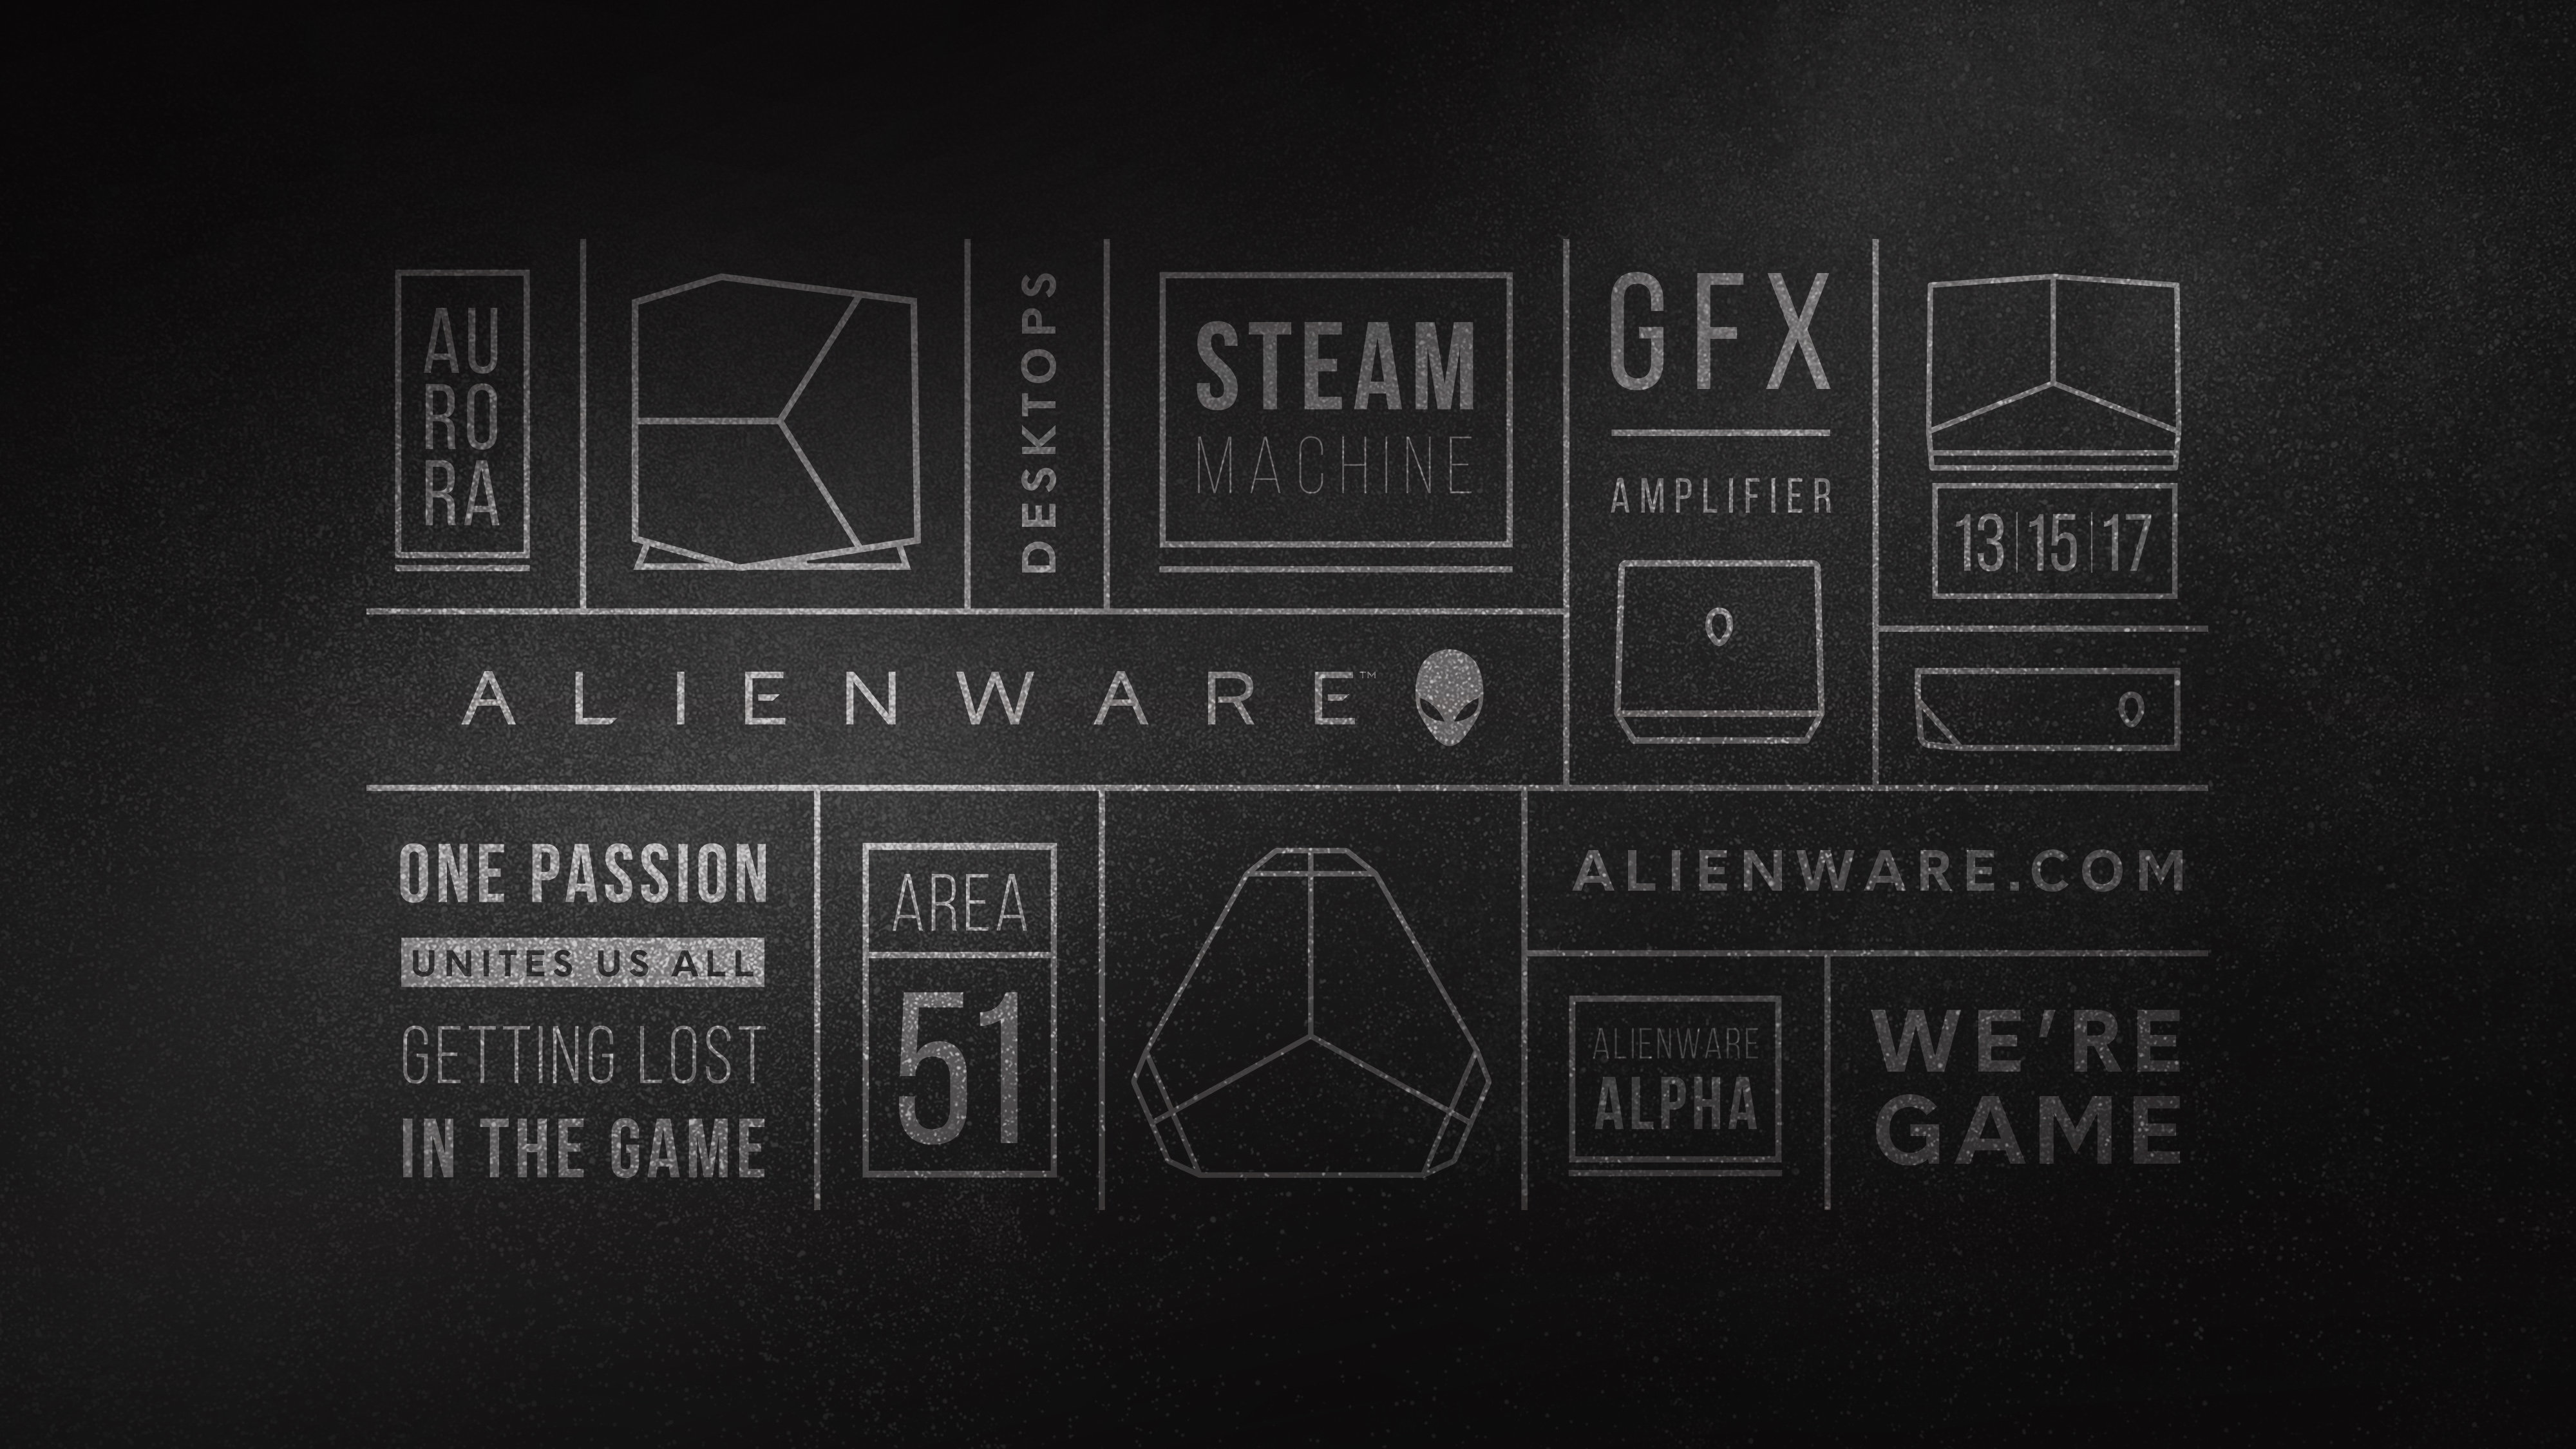 AU
RO
RA
DESKTOPS
STEAM
MACHINE
GFX
AMPLIFIER
13|15|17
ALIENWARE™
ONE PASSION
UNITES US ALL
GETTING LOST
IN THE GAME
AREA
51
ALIENWARE.COM
ALIENWARE
ALPHA
WE'RE
GAME